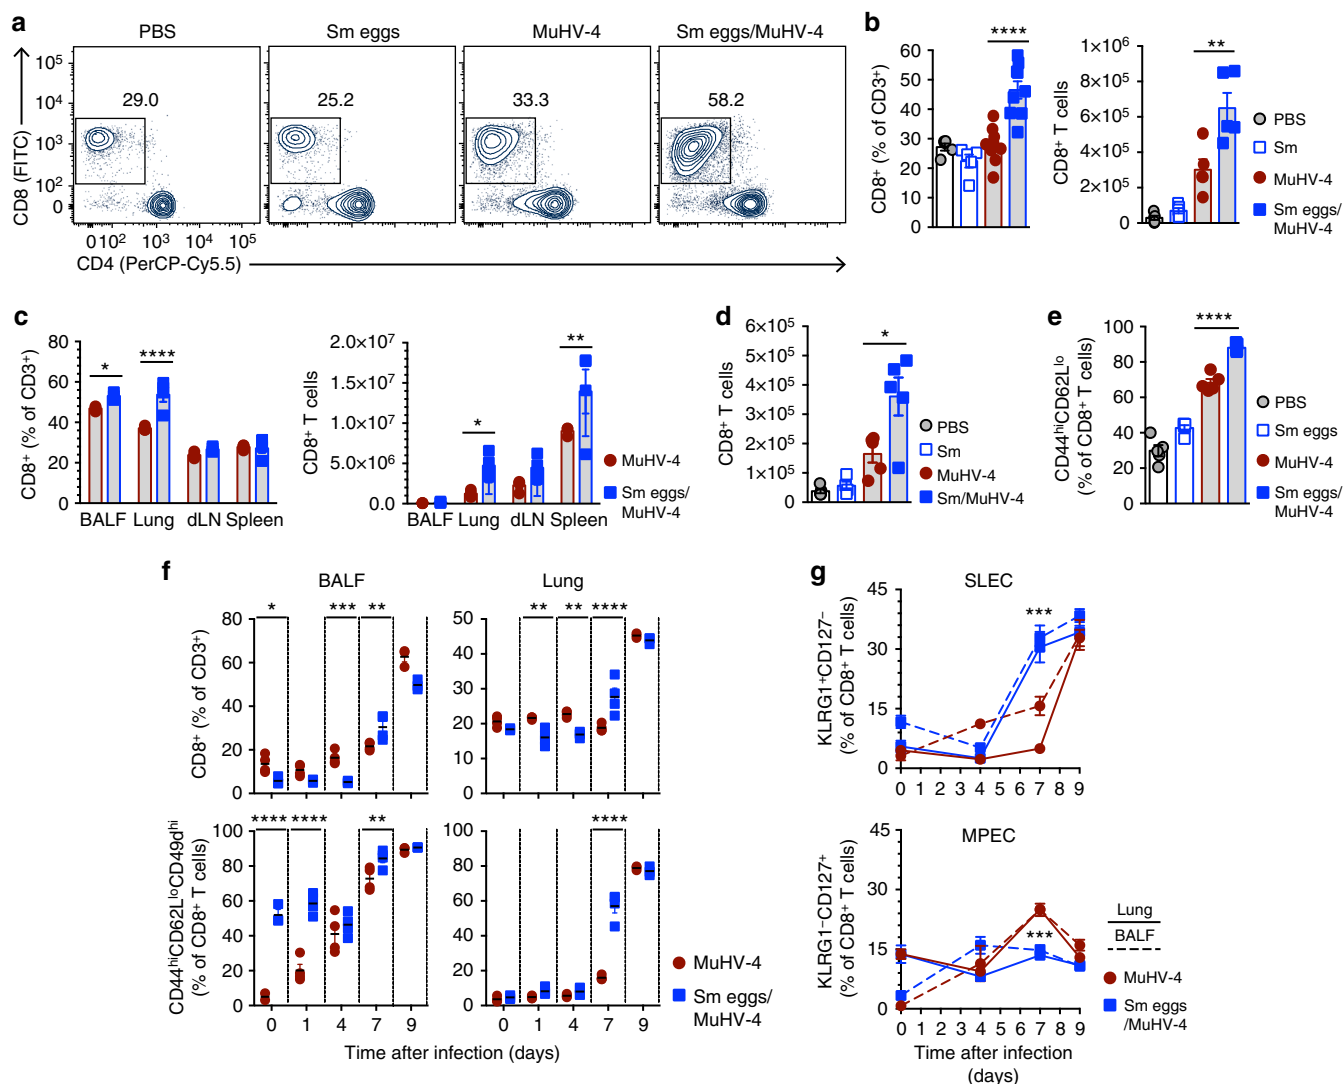 a
PBS
Sm eggs
MuHV-4
Sm eggs/MuHV-4
10⁵
10⁴
10³
10²
0
CD8 (FITC)
29.0
25.2
33.3
58.2
0 10² 10³ 10⁴ 10⁵
CD4 (PerCP-Cy5.5)
b
CD8⁺ (% of CD3⁺)
60
50
40
30
20
10
0
****
CD8⁺ T cells
1×10⁶
8×10⁵
6×10⁵
4×10⁵
2×10⁵
0
**
PBS
Sm
MuHV-4
Sm eggs/
MuHV-4
c
CD8⁺ (% of CD3⁺)
80
60
40
20
0
*
****
BALF Lung dLN Spleen
CD8⁺ T cells
2.0×10⁷
1.5×10⁷
1.0×10⁷
5.0×10⁶
0.0
*
**
BALF Lung dLN Spleen
MuHV-4
Sm eggs/
MuHV-4
d
CD8⁺ T cells
6×10⁵
5×10⁵
4×10⁵
3×10⁵
2×10⁵
1×10⁵
0
*
PBS
Sm
MuHV-4
Sm/MuHV-4
e
CD44ʰⁱCD62Lˡᵒ
(% of CD8⁺ T cells)
100
80
60
40
20
0
****
PBS
Sm eggs
MuHV-4
Sm eggs/
MuHV-4
f
BALF
Lung
CD8⁺ (% of CD3⁺)
80
60
40
20
0
* *** **
50
40
30
20
10
0
** ** ****
CD44ʰⁱCD62LˡᵒCD49dʰⁱ
(% of CD8⁺ T cells)
100
80
60
40
20
0
**** **** **
0 1 4 7 9
100
80
60
40
20
0
****
0 1 4 7 9
Time after infection (days)
MuHV-4
Sm eggs/
MuHV-4
g
SLEC
KLRG1⁺CD127⁻
(% of CD8⁺ T cells)
45
30
15
0
***
0 1 2 3 4 5 6 7 8 9
MPEC
KLRG1⁻CD127⁺
(% of CD8⁺ T cells)
45
30
15
0
***
0 1 2 3 4 5 6 7 8 9
Time after infection
(days)
Lung
BALF
MuHV-4
Sm eggs
/MuHV-4